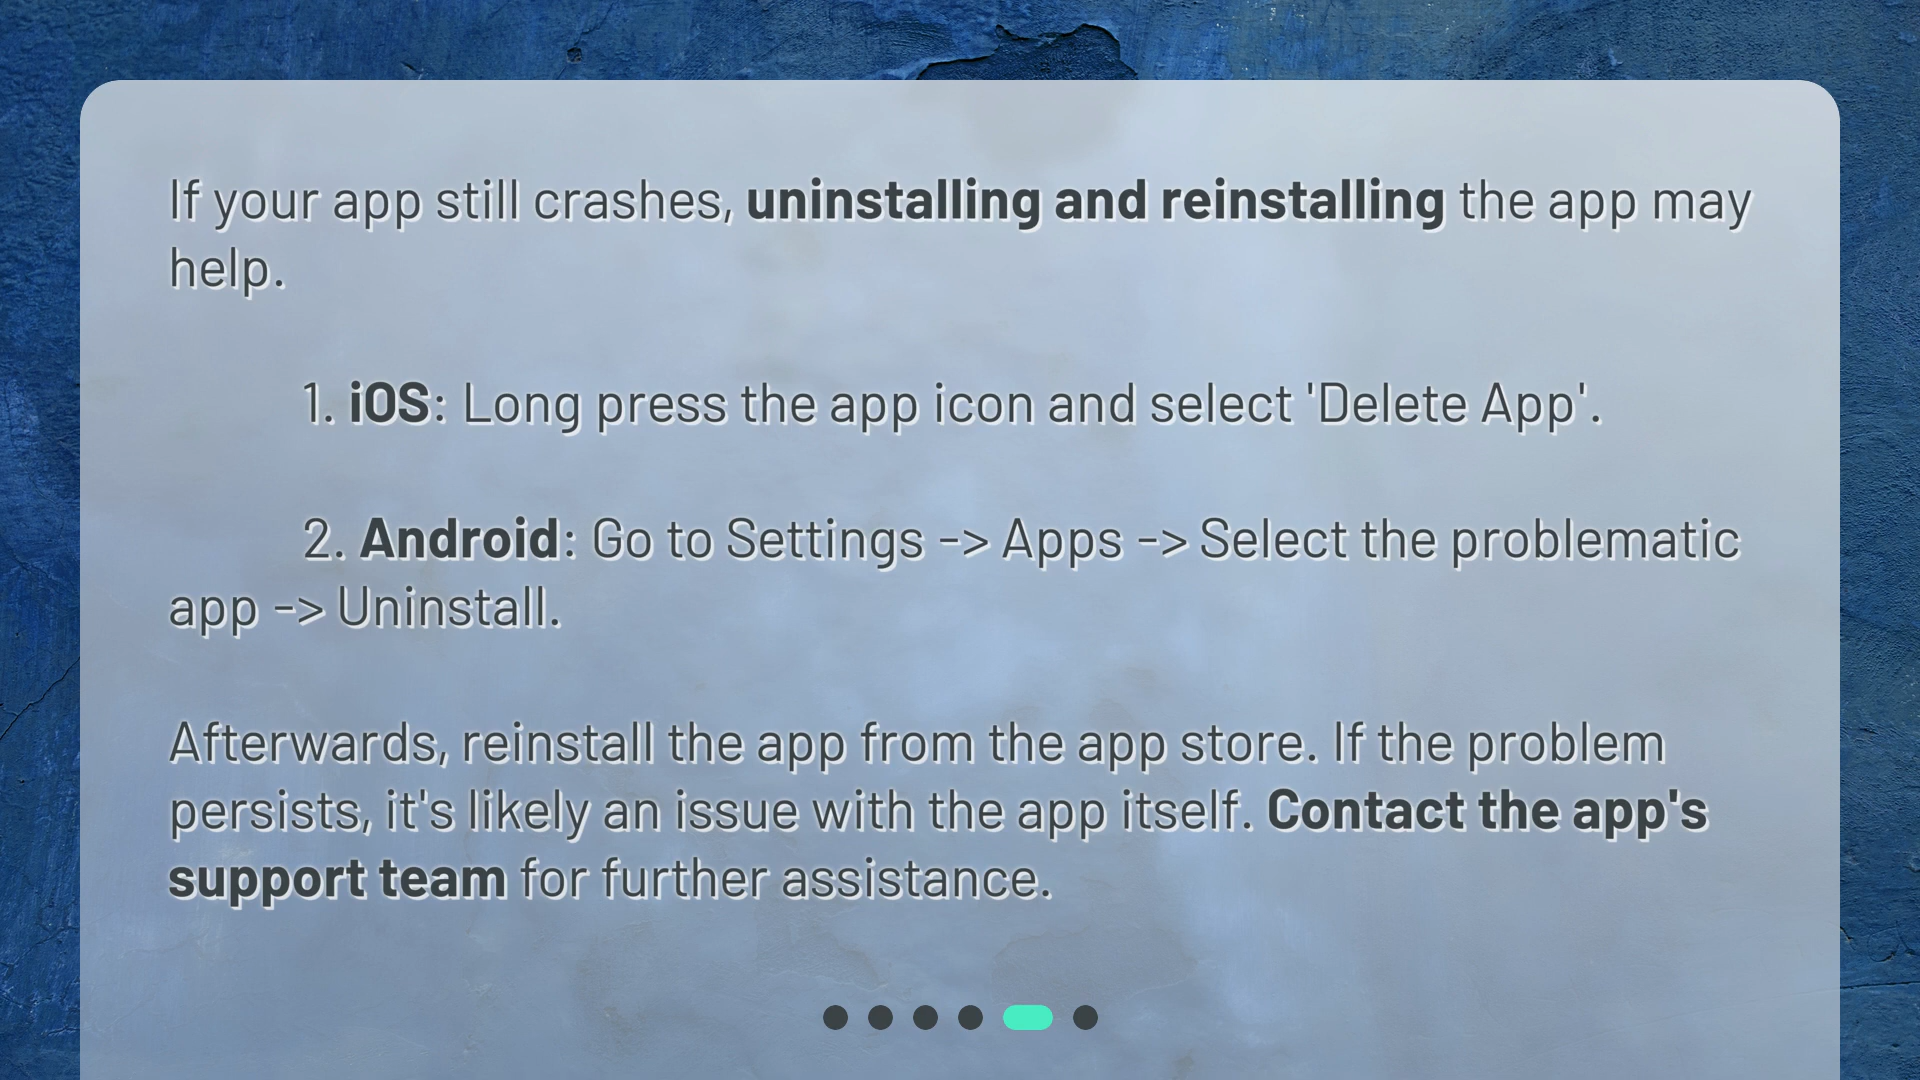 If your app still crashes, uninstalling and reinstalling the app may
help.
1. iOS: Long press the app icon and select 'Delete App'.
2. Android: Go to Settings -> Apps -> Select the problematic
app -> Uninstall.
Afterwards, reinstall the app from the app store. If the problem
persists, it's likely an issue with the app itself. Contact the app's
support team for further assistance.